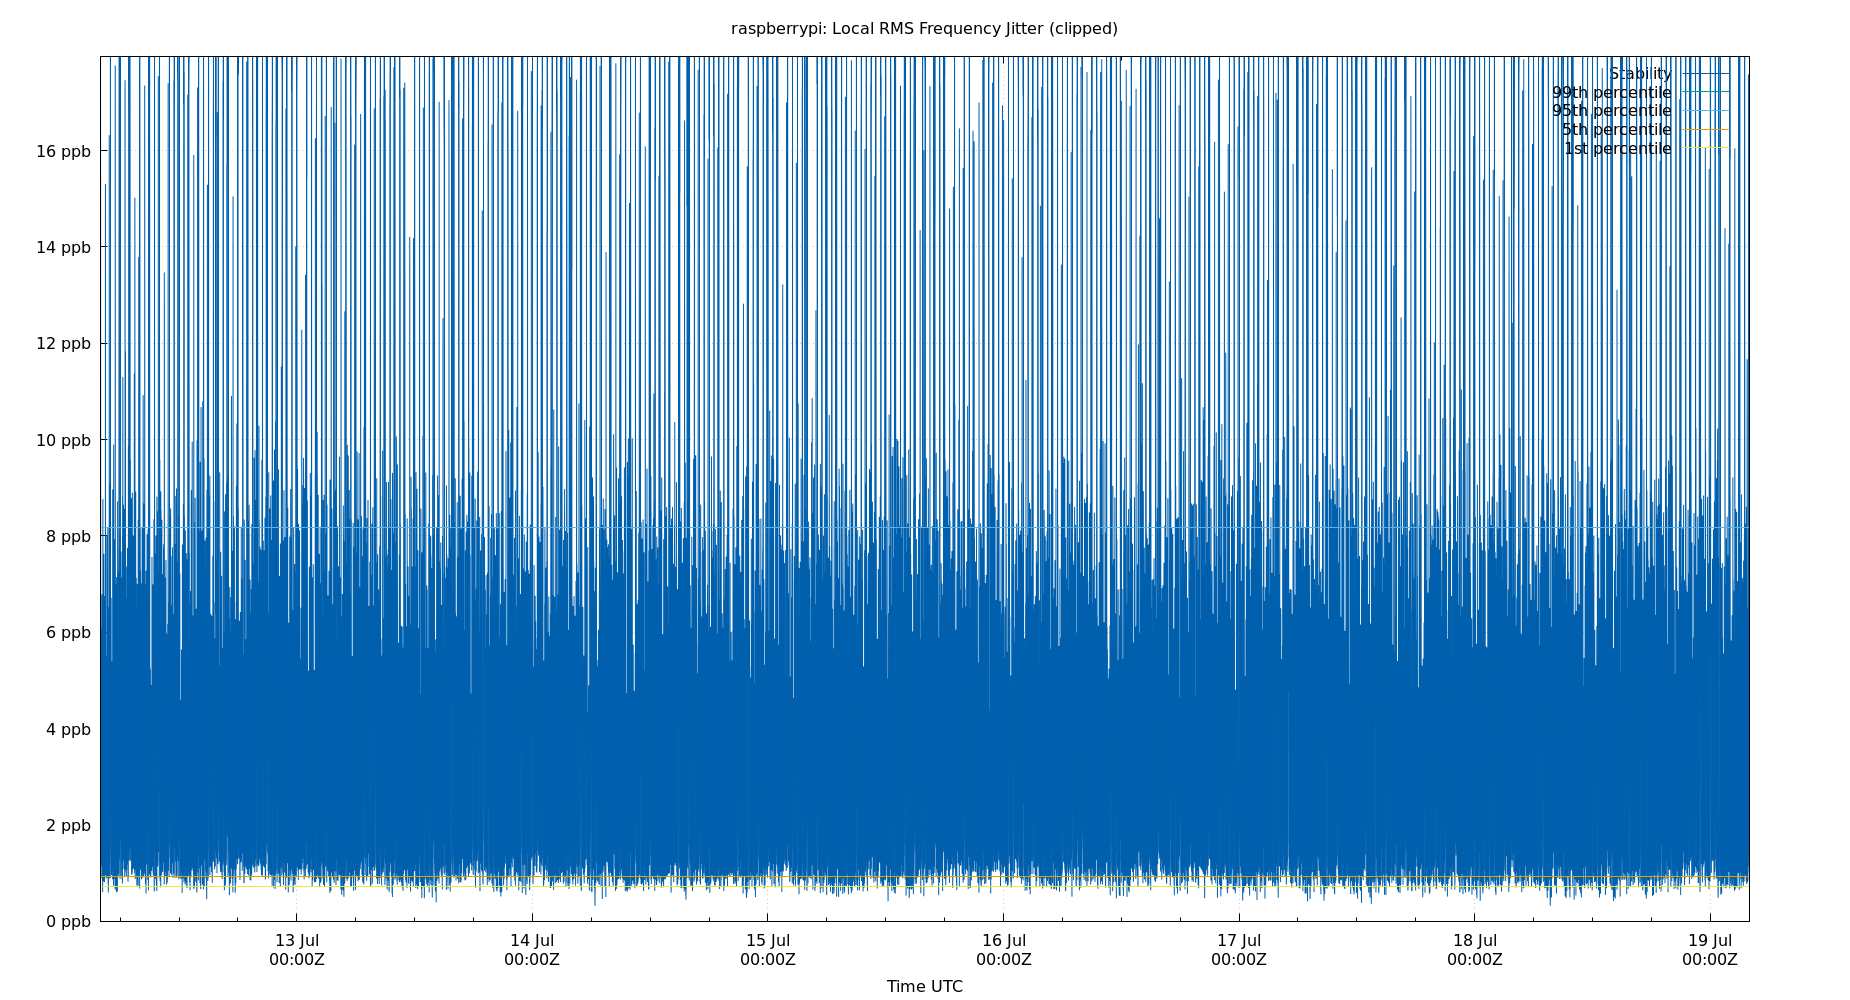 raspberrypi: Local RMS Frequency Jitter (clipped)
Stability
99th percentile
95th percentile
5th percentile
1st percentile
16 ppb
14 ppb
12 ppb
10 ppb
8 ppb
6 ppb
4 ppb
2 ppb
0 ppb
13 Jul 14 Jul 15 Jul 16 Jul 17 Jul 18 Jul 19 Jul
00:00Z 00:00Z 00:00Z 00:00Z 00:00Z 00:00Z 00:00Z
Time UTC